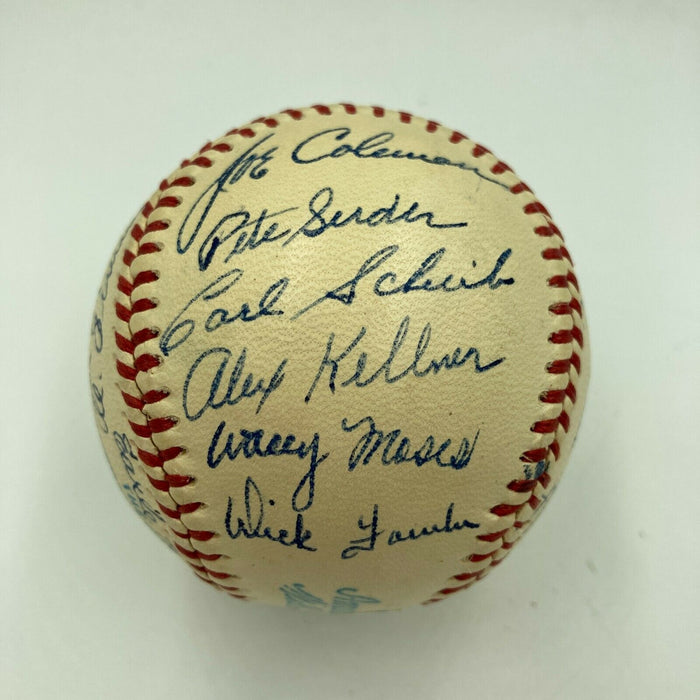 Joe Coleman
Pete Suder
Carl Scheib
Alex Kellner
Wally Moses
Dick Fowler